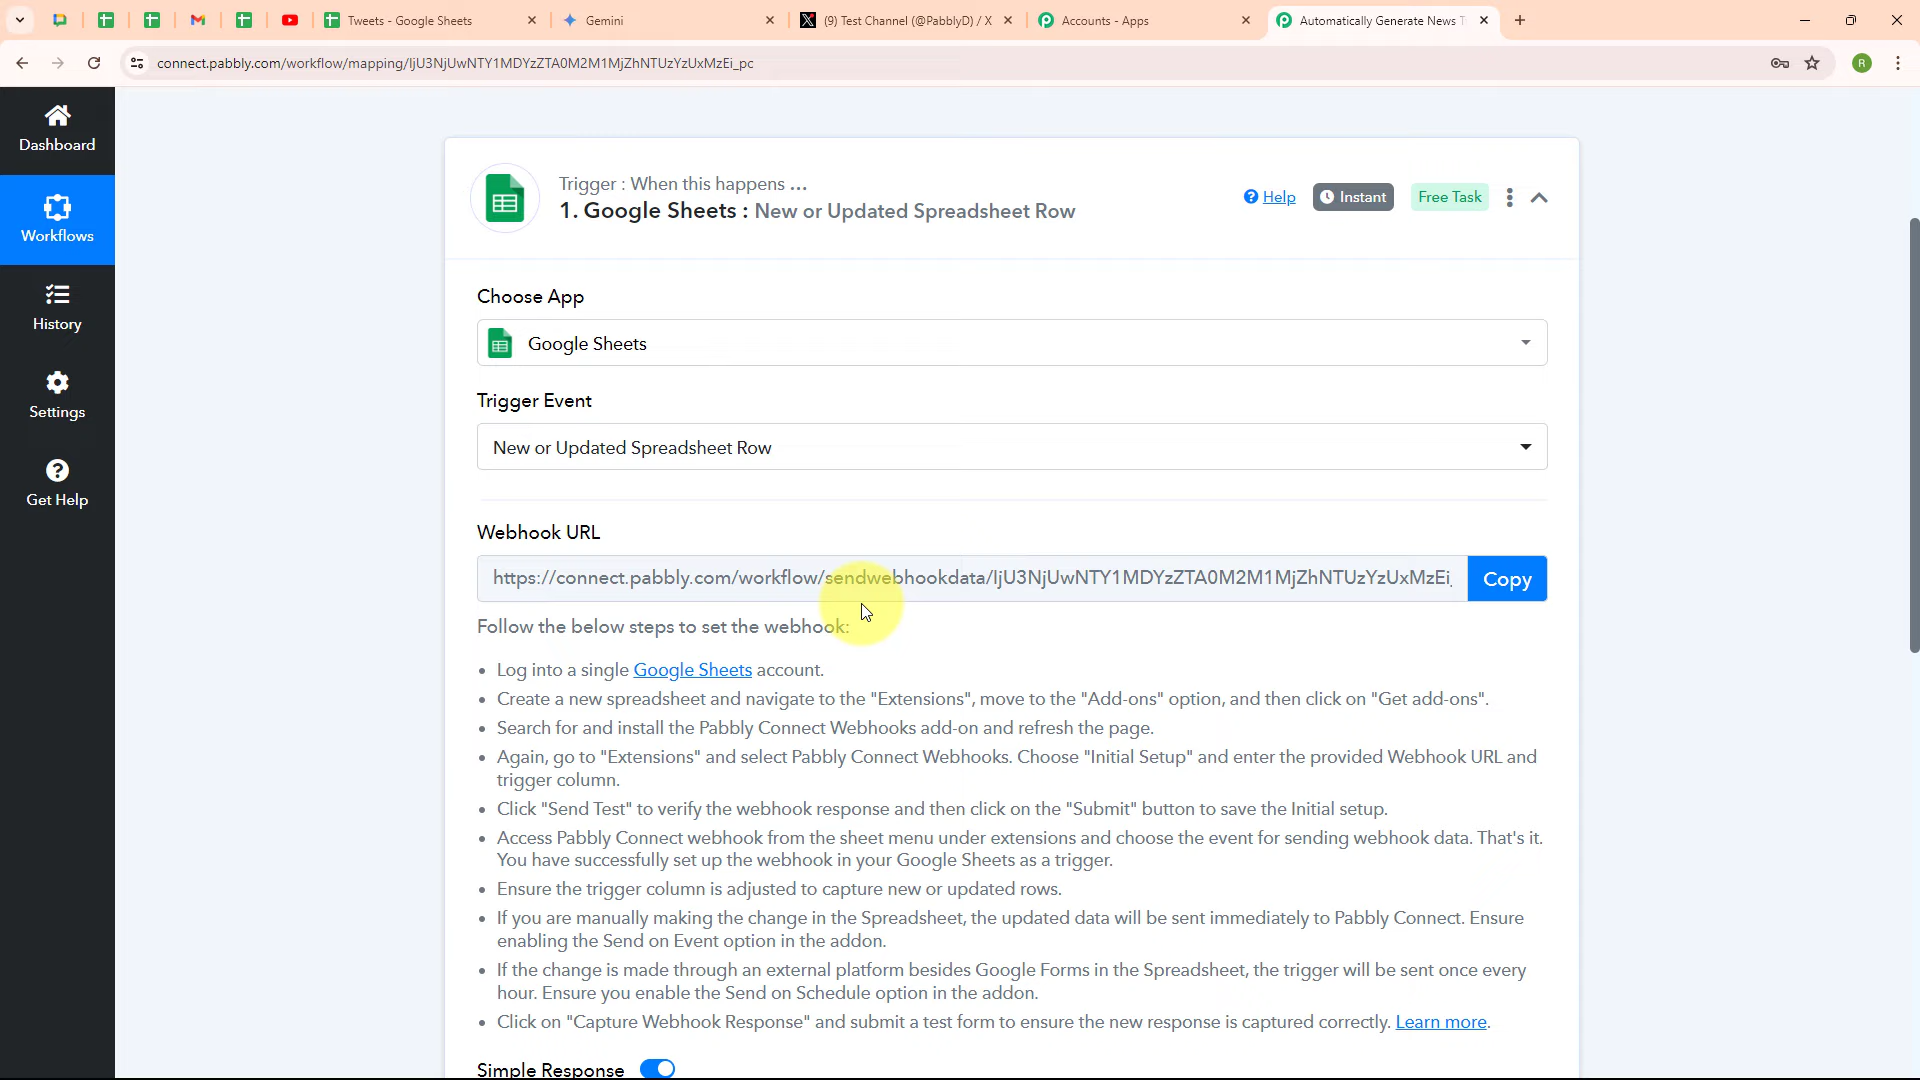 Tweets - Google Sheets
Gemini
(9) Test Channel (@PabblyD) / X
Accounts - Apps
Automatically Generate News T
connect.pabbly.com/workflow/mapping/IjU3NjUwNTY1MDYzZTA0M2M1MjZhNTUzYzUxMzEi_pc
R
Dashboard
Workflows
History
Settings
Get Help
Trigger : When this happens ...
1. Google Sheets : New or Updated Spreadsheet Row
Help
Instant
Free Task
Choose App
Google Sheets
Trigger Event
New or Updated Spreadsheet Row
Webhook URL
https://connect.pabbly.com/workflow/sendwebhookdata/IjU3NjUwNTY1MDYzZTA0M2M1MjZhNTUzYzUxMzEi_
Copy
Follow the below steps to set the webhook:
• Log into a single Google Sheets account.
• Create a new spreadsheet and navigate to the "Extensions", move to the "Add-ons" option, and then click on "Get add-ons".
• Search for and install the Pabbly Connect Webhooks add-on and refresh the page.
• Again, go to "Extensions" and select Pabbly Connect Webhooks. Choose "Initial Setup" and enter the provided Webhook URL and
trigger column.
• Click "Send Test" to verify the webhook response and then click on the "Submit" button to save the Initial setup.
• Access Pabbly Connect webhook from the sheet menu under extensions and choose the event for sending webhook data. That's it.
You have successfully set up the webhook in your Google Sheets as a trigger.
• Ensure the trigger column is adjusted to capture new or updated rows.
• If you are manually making the change in the Spreadsheet, the updated data will be sent immediately to Pabbly Connect. Ensure
enabling the Send on Event option in the addon.
• If the change is made through an external platform besides Google Forms in the Spreadsheet, the trigger will be sent once every
hour. Ensure you enable the Send on Schedule option in the addon.
• Click on "Capture Webhook Response" and submit a test form to ensure the new response is captured correctly. Learn more.
Simple Response